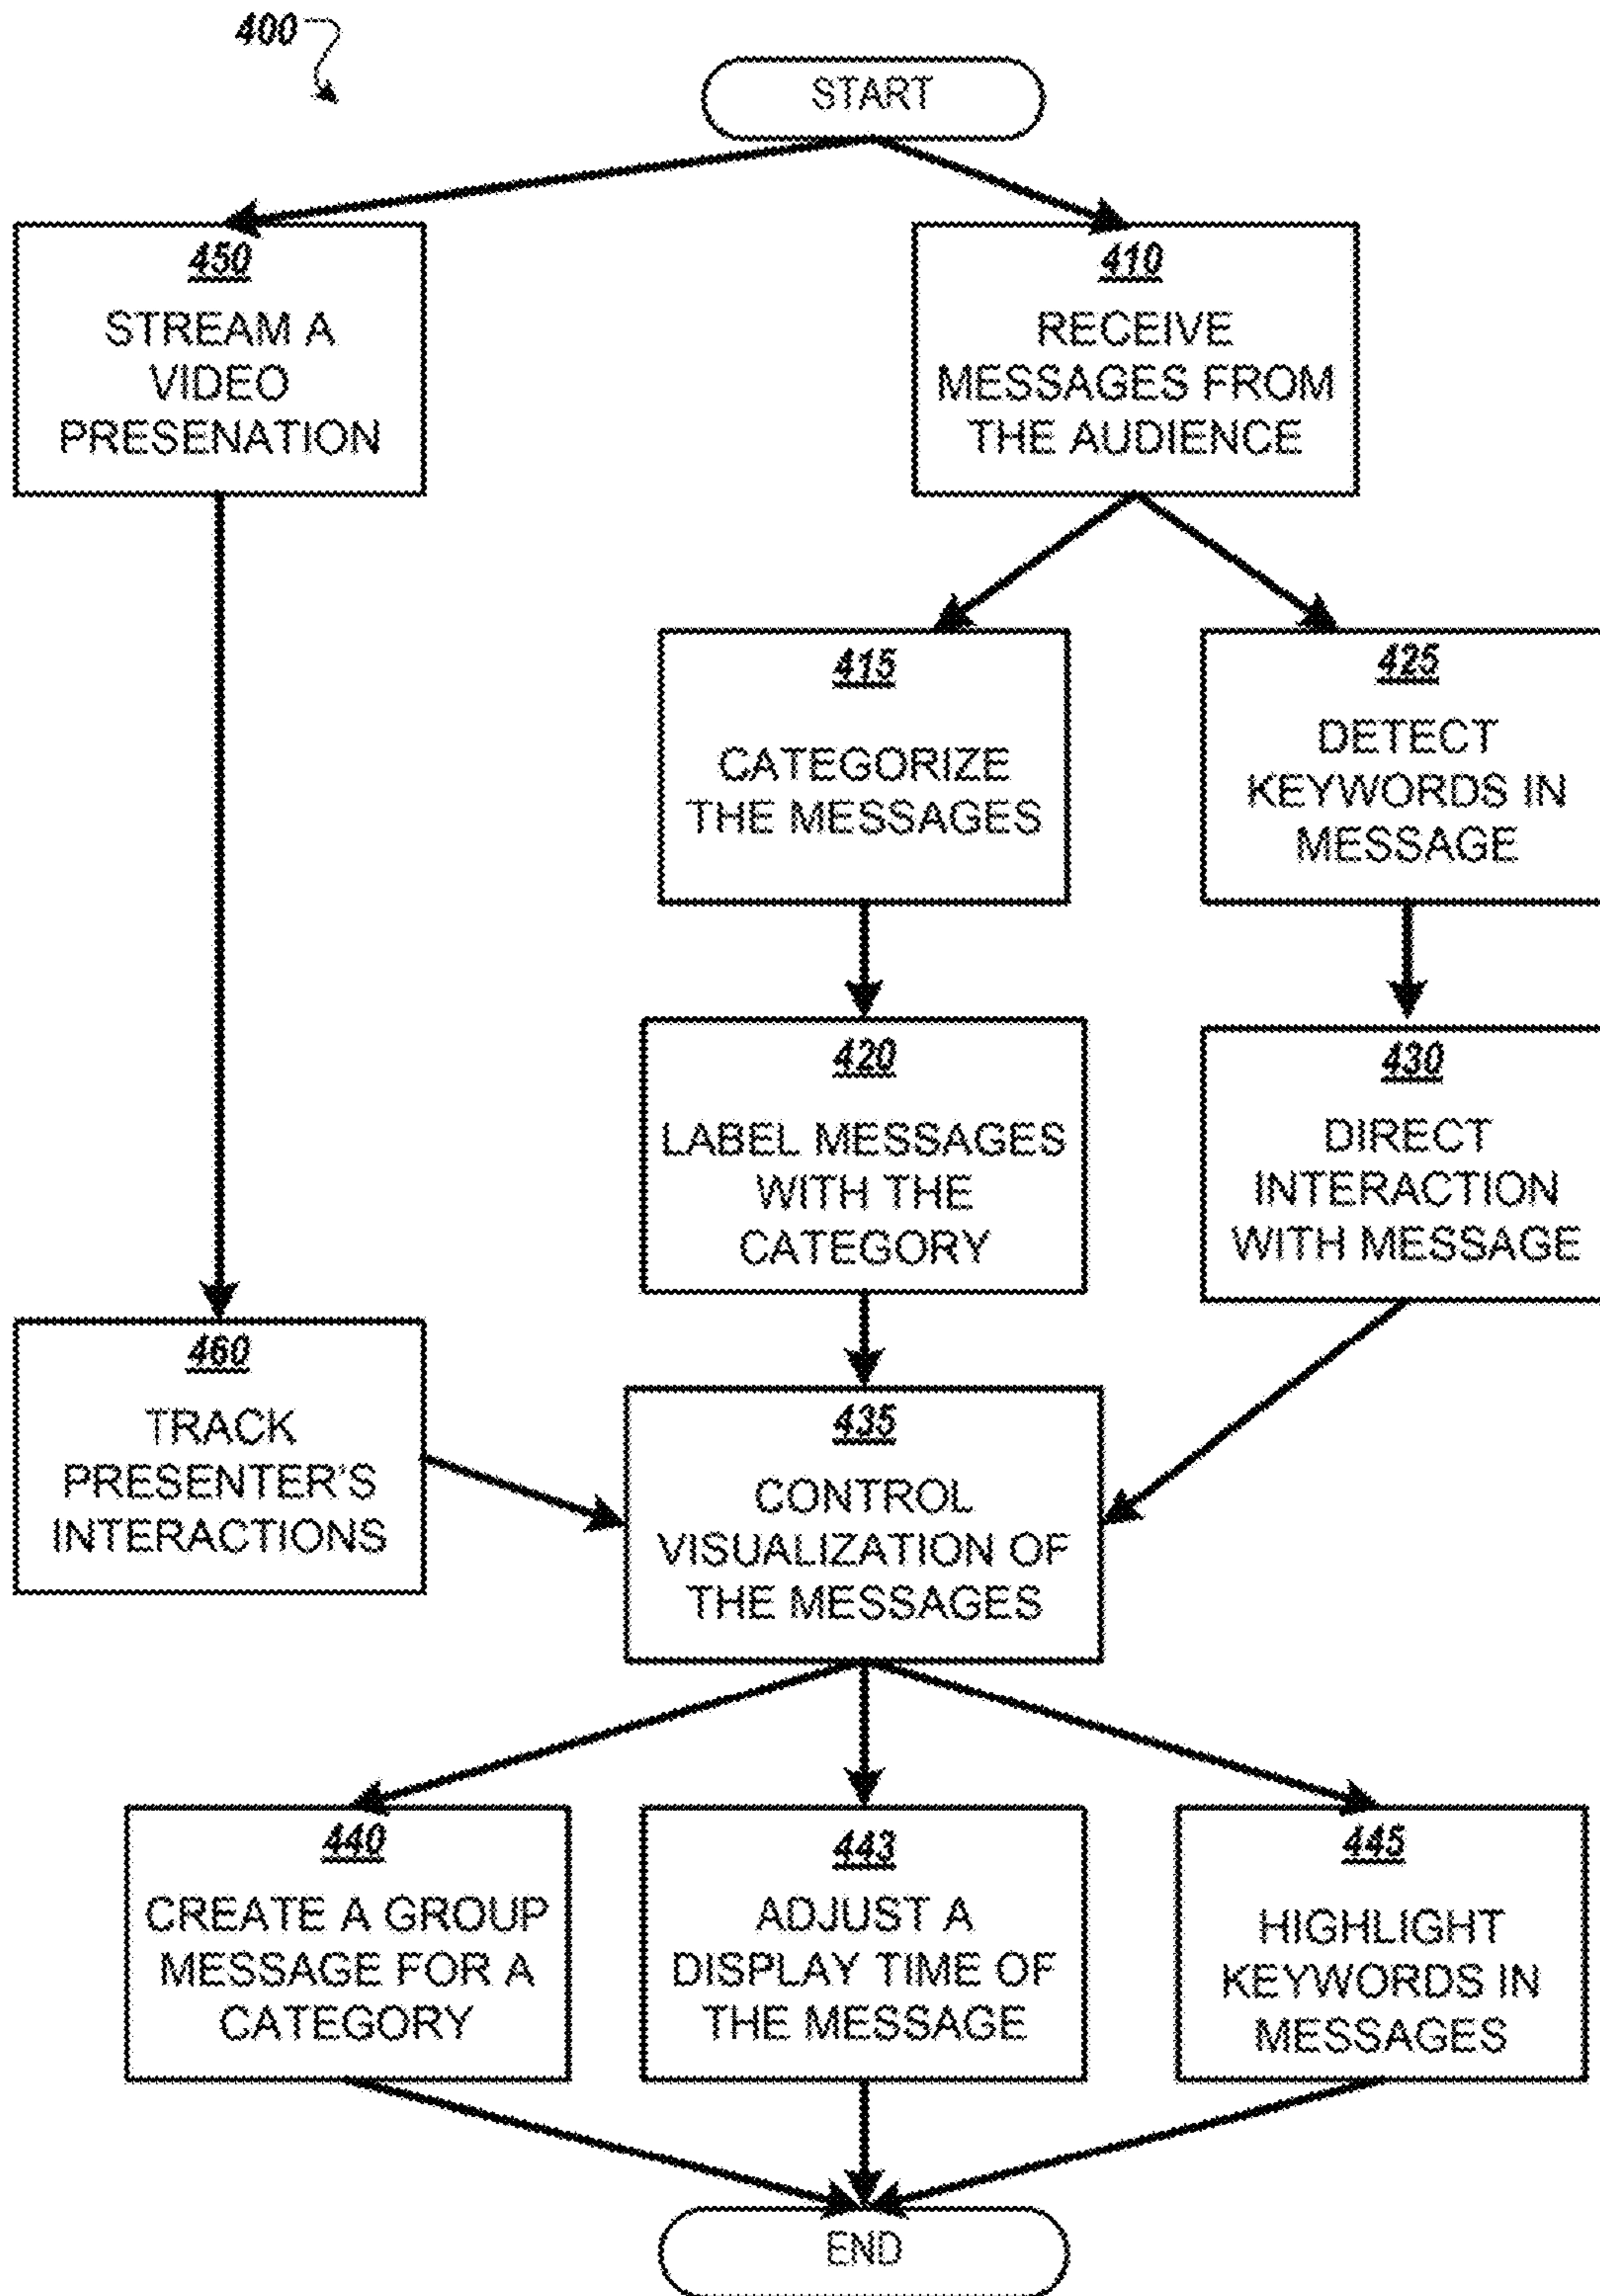 400
START
450
STREAM A
VIDEO
PRESENATION
410
RECEIVE
MESSAGES FROM
THE AUDIENCE
415
CATEGORIZE
THE MESSAGES
425
DETECT
KEYWORDS IN
MESSAGE
420
LABEL MESSAGES
WITH THE
CATEGORY
430
DIRECT
INTERACTION
WITH MESSAGE
460
TRACK
PRESENTER'S
INTERACTIONS
435
CONTROL
VISUALIZATION OF
THE MESSAGES
440
CREATE A GROUP
MESSAGE FOR A
CATEGORY
443
ADJUST A
DISPLAY TIME OF
THE MESSAGE
445
HIGHLIGHT
KEYWORDS IN
MESSAGES
END